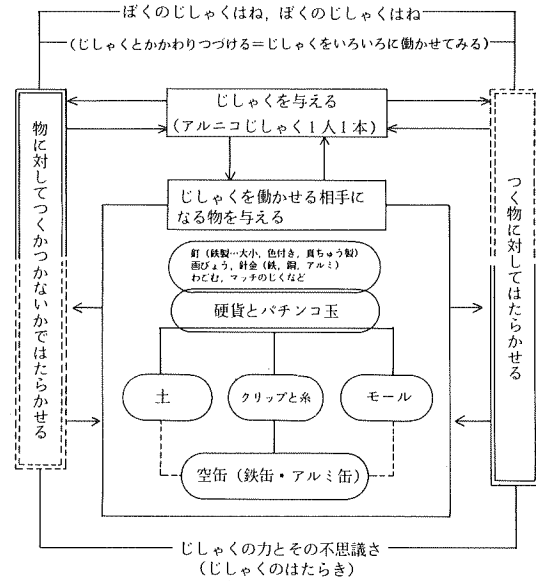 ぼくのじしゃくはね，ぼくのじしゃくはね
（じしゃくとかかわりつづける＝じしゃくをいろいろに働かせてみる）
じしゃくを与える
（アルニコじしゃく１人１本）
物に対してつくかつかないかではたらかせる
つく物に対してはたらかせる
じしゃくを働かせる相手に
なる物を与える
釘（鉄製…大小，色付き，真ちゅう製）
画びょう，針金（鉄，銅，アルミ）
わごむ，マッチのじくなど
硬貨とパチンコ玉
土
クリップと糸
モール
空缶（鉄缶・アルミ缶）
じしゃくの力とその不思議さ
（じしゃくのはたらき）